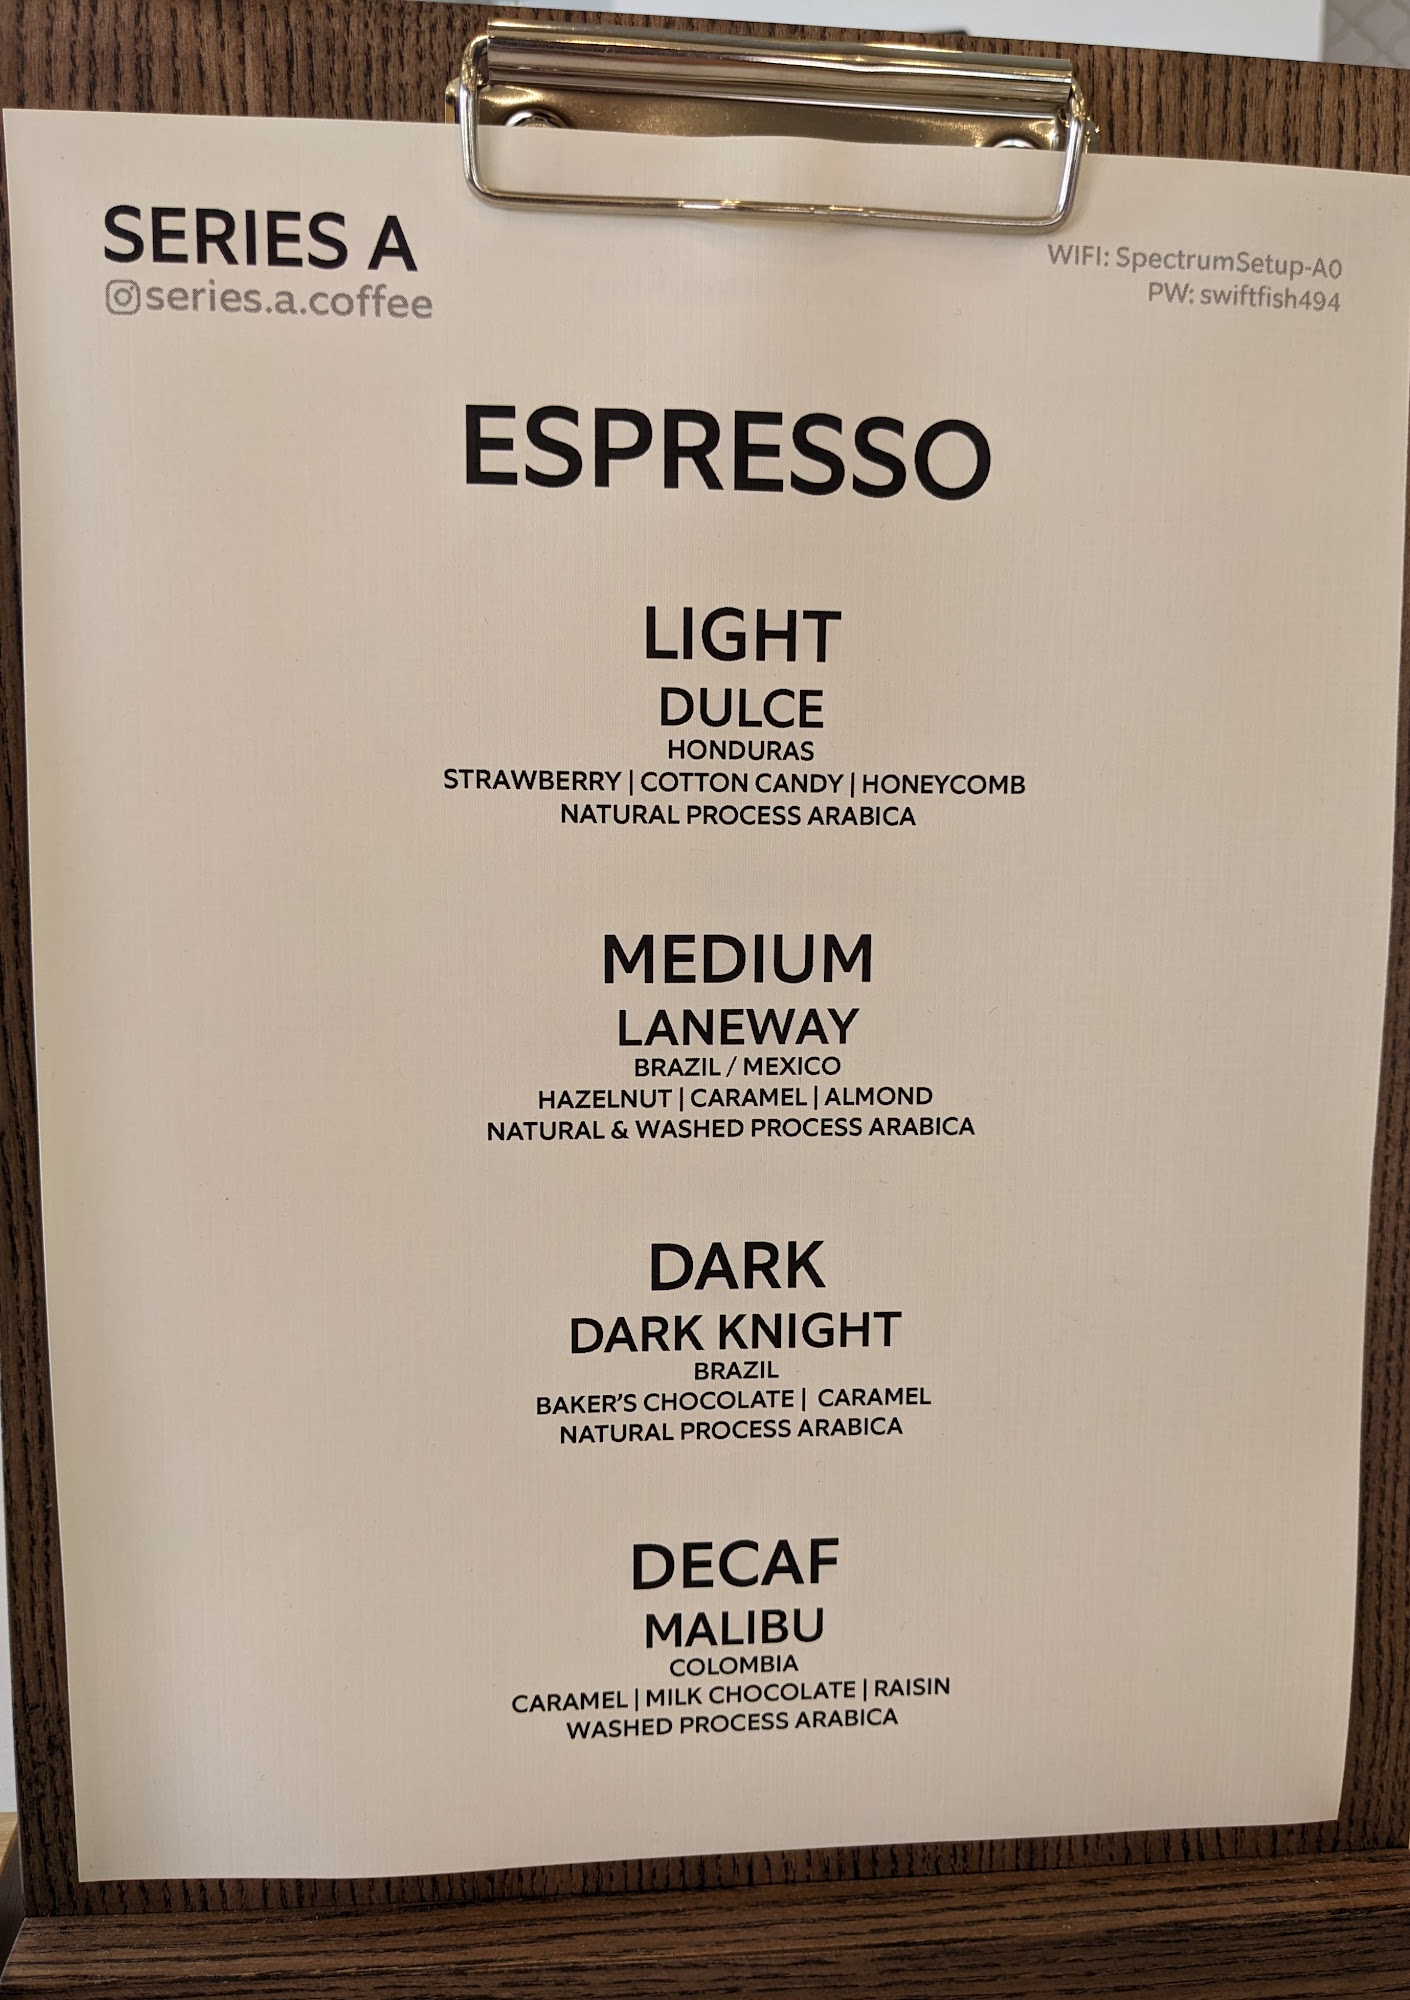 SERIES A
@series.a.coffee
WIFI: SpectrumSetup-A0
PW: swiftfish494
ESPRESSO
LIGHT
DULCE
HONDURAS
STRAWBERRY | COTTON CANDY | HONEYCOMB
NATURAL PROCESS ARABICA
MEDIUM
LANEWAY
BRAZIL / MEXICO
HAZELNUT | CARAMEL | ALMOND
NATURAL & WASHED PROCESS ARABICA
DARK
DARK KNIGHT
BRAZIL
BAKER'S CHOCOLATE | CARAMEL
NATURAL PROCESS ARABICA
DECAF
MALIBU
COLOMBIA
CARAMEL | MILK CHOCOLATE | RAISIN
WASHED PROCESS ARABICA